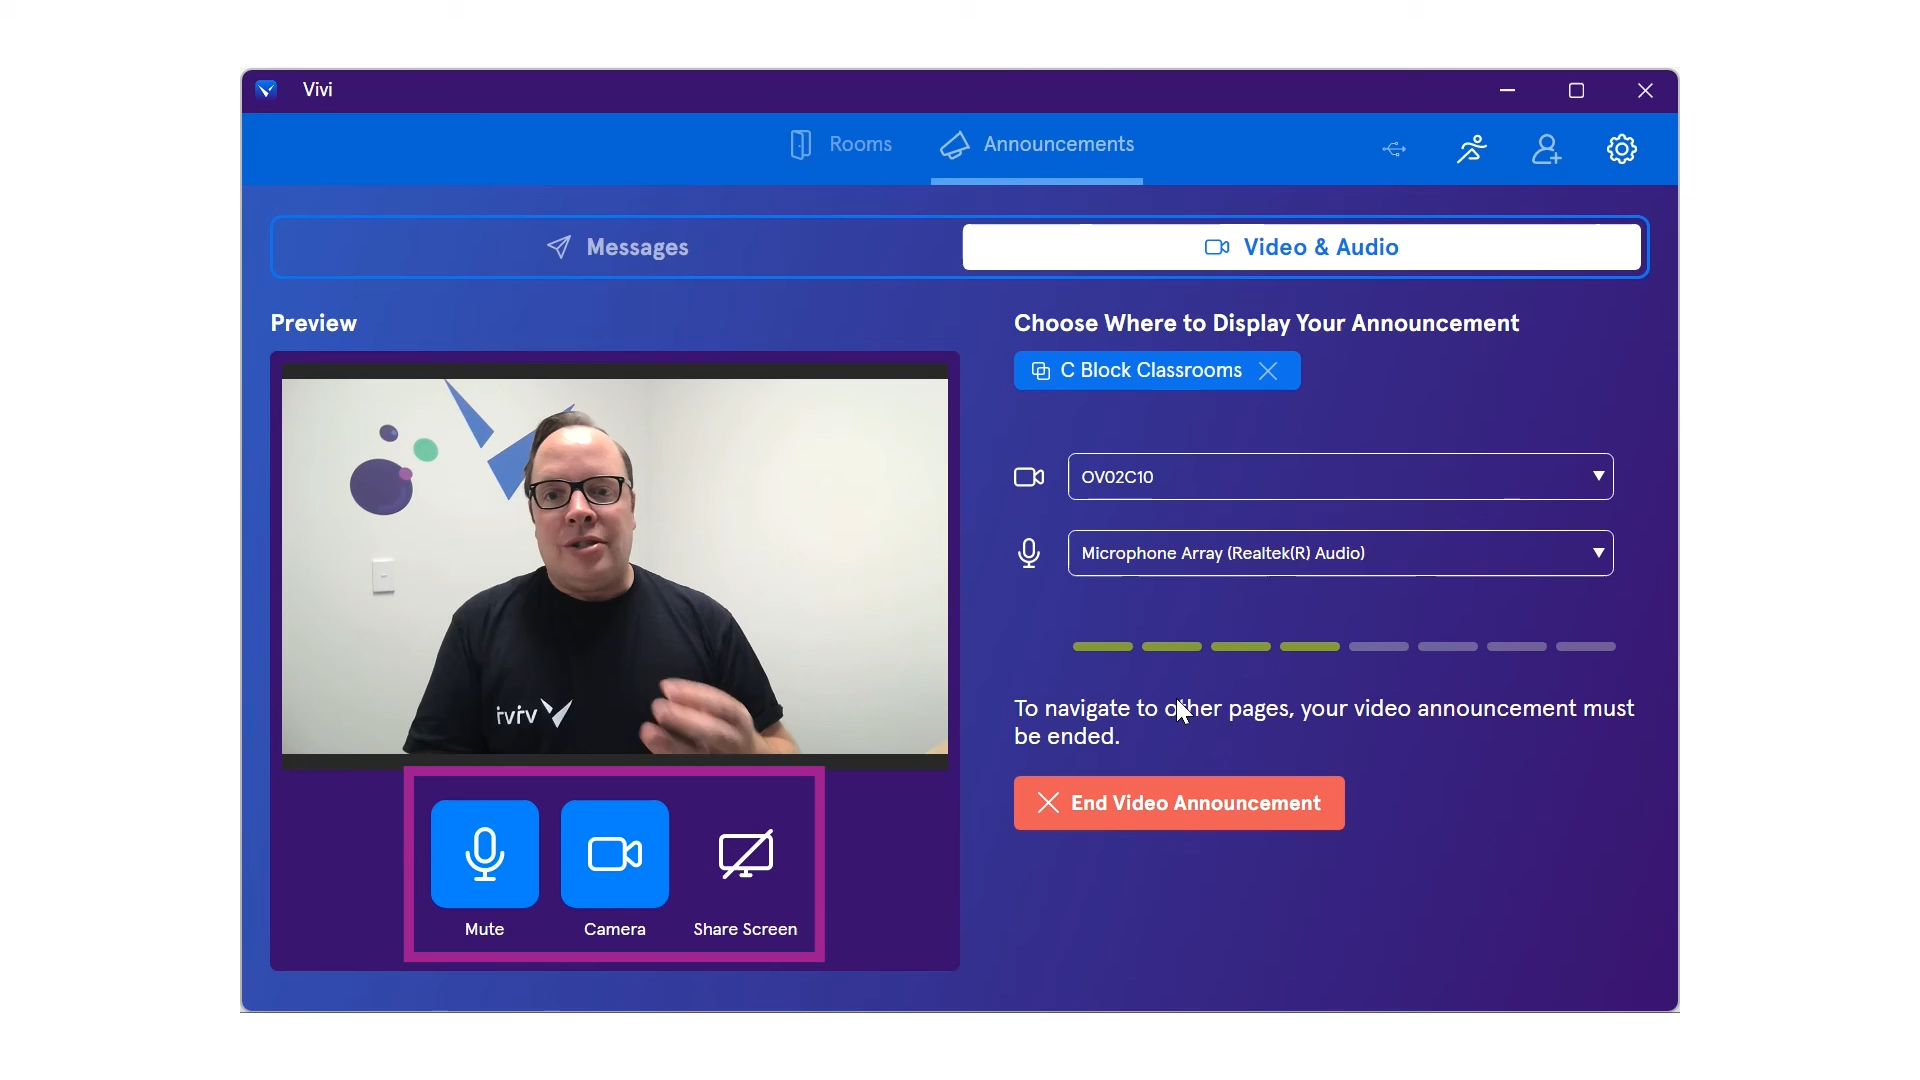 Vivi
Rooms
Announcements
Messages
Video & Audio
Preview
Choose Where to Display Your Announcement
C Block Classrooms
OV02C10
Microphone Array (Realtek(R) Audio)
To navigate to other pages, your video announcement must
be ended.
End Video Announcement
Mute
Camera
Share Screen